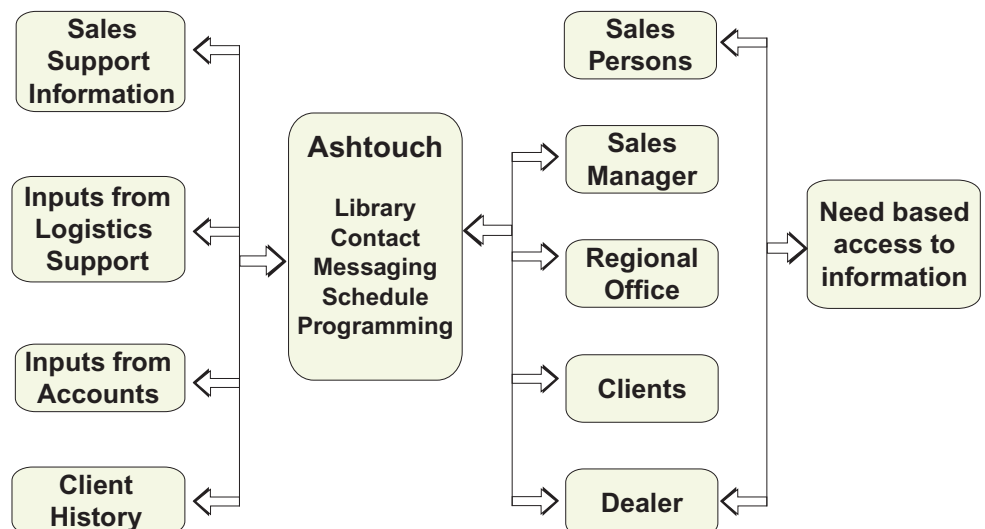 Sales
Support
Information
Inputs from
Logistics
Support
Inputs from
Accounts
Client
History
Ashtouch
Library
Contact
Messaging
Schedule
Programming
Sales
Persons
Sales
Manager
Regional
Office
Clients
Dealer
Need based
access to
information